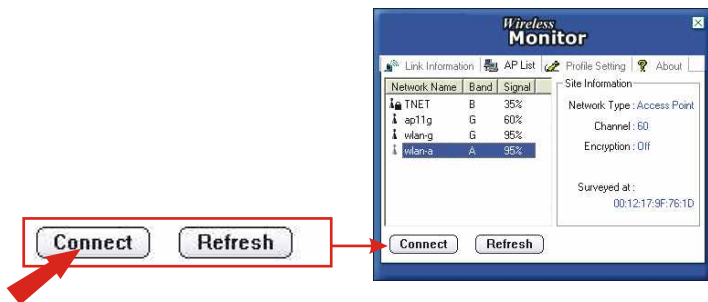 Wireless
Monitor
Link Information AP List Profile Setting About
Network Name Band Signal
TNET B 35%
ap11g G 60%
wlan-g G 95%
wlan-a A 95%
Site Information
Network Type : Access Point
Channel : 60
Encryption : Off
Surveyed at :
00:12:17:9F:76:1D
Connect Refresh
Connect Refresh